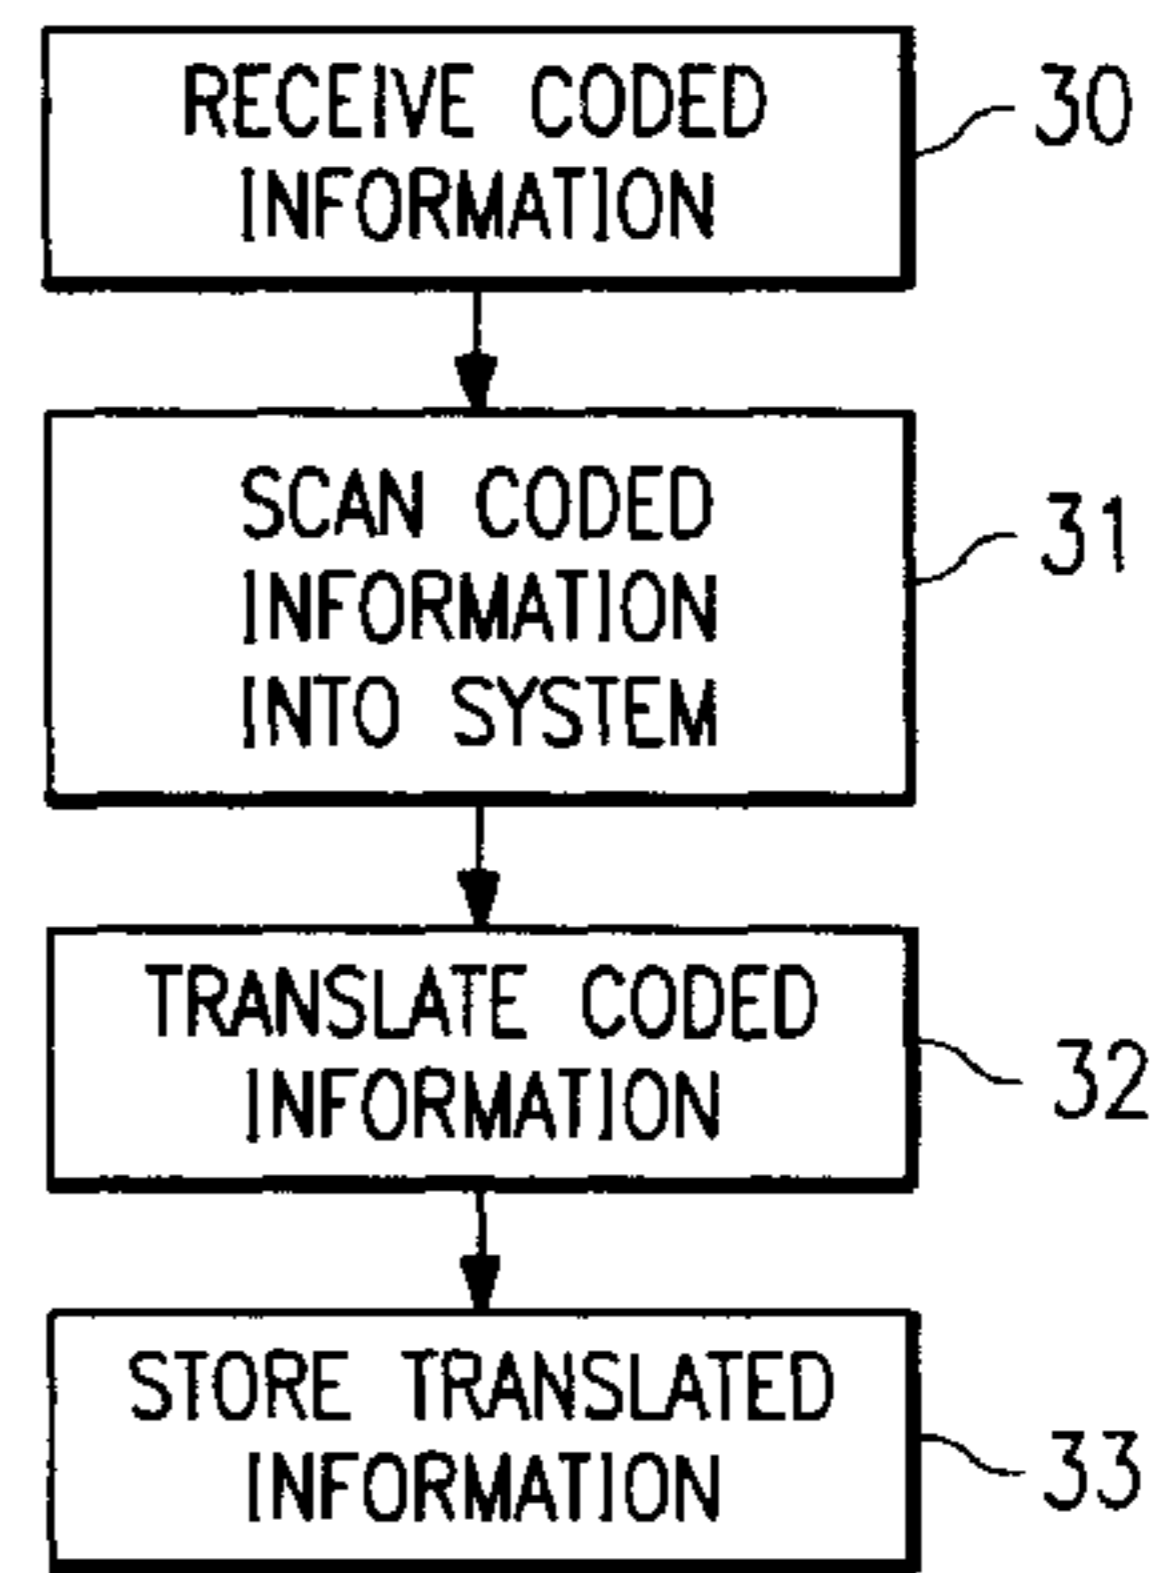 RECEIVE CODED
INFORMATION
30
SCAN CODED
INFORMATION
INTO SYSTEM
31
TRANSLATE CODED
INFORMATION
32
STORE TRANSLATED
INFORMATION
33